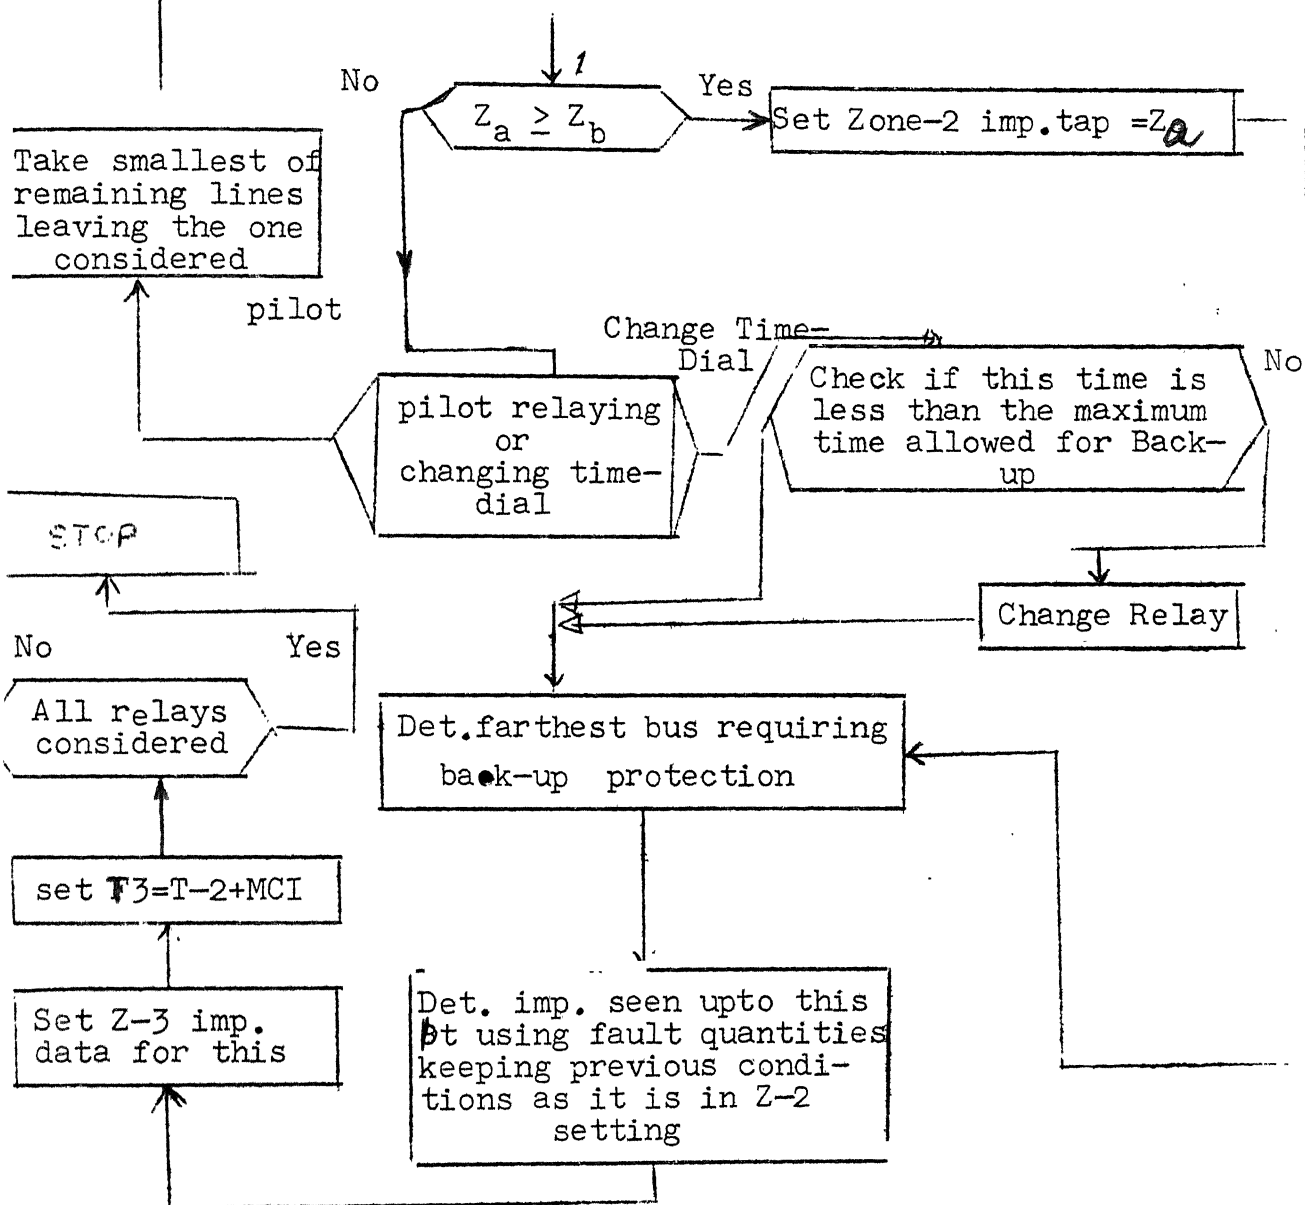 1
No
Yes
Z_a ≥ Z_b
Set Zone-2 imp.tap =Za
Take smallest of
remaining lines
leaving the one
considered
pilot
Change Time-
Dial
No
Check if this time is
less than the maximum
time allowed for Back-
up
pilot relaying
or
changing time-
dial
STOP
Change Relay
No
Yes
All relays
considered
Det.farthest bus requiring
back-up protection
set T3=T-2+MCI
Set Z-3 imp.
data for this
Det. imp. seen upto this
pt using fault quantities
keeping previous condi-
tions as it is in Z-2
setting